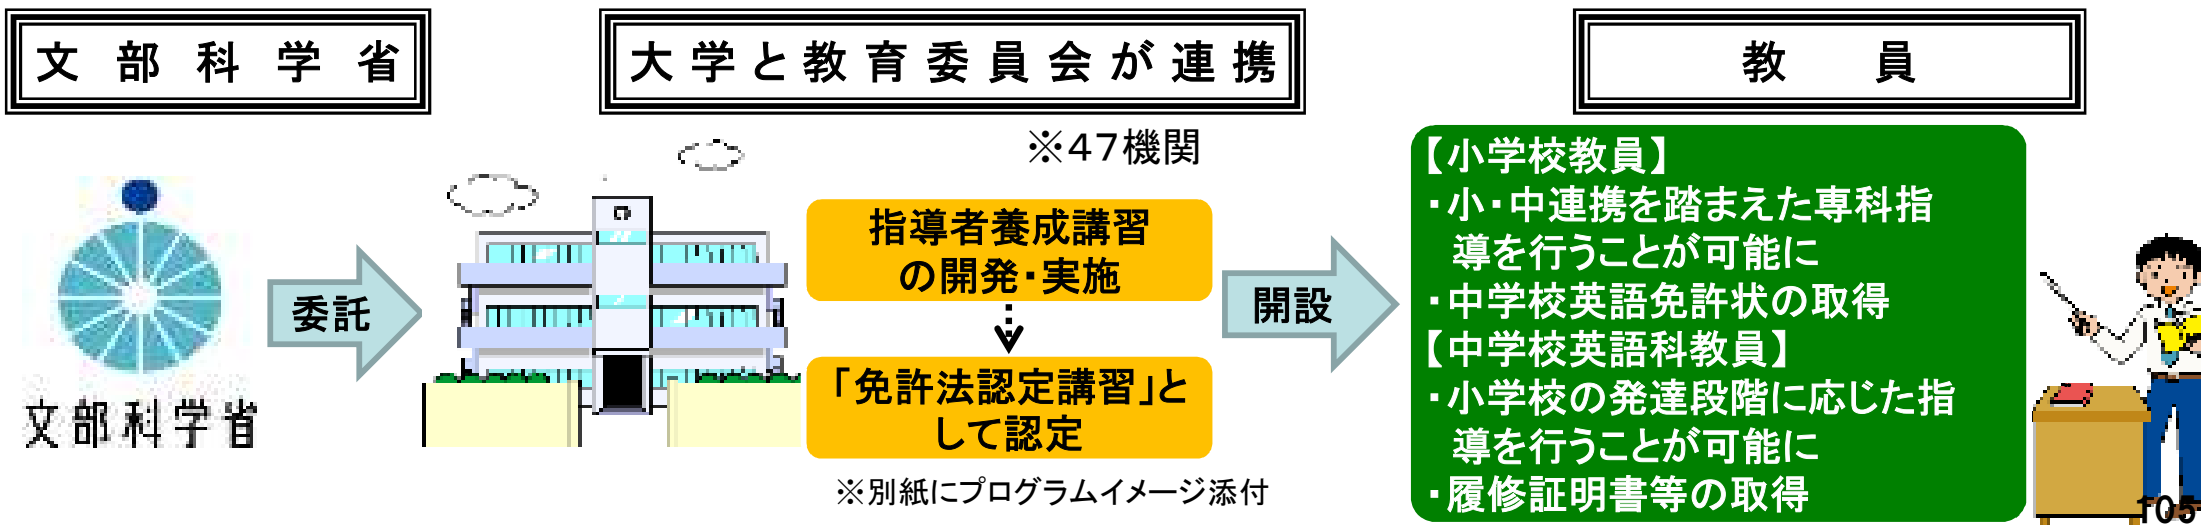 文部科学省
大学と教育委員会が連携
教員
※47機関
文部科学省
委託
指導者養成講習
の開発・実施
「免許法認定講習」と
して認定
※別紙にプログラムイメージ添付
開設
【小学校教員】
・小・中連携を踏まえた専科指
導を行うことが可能に
・中学校英語免許状の取得
【中学校英語科教員】
・小学校の発達段階に応じた指
導を行うことが可能に
・履修証明書等の取得
105